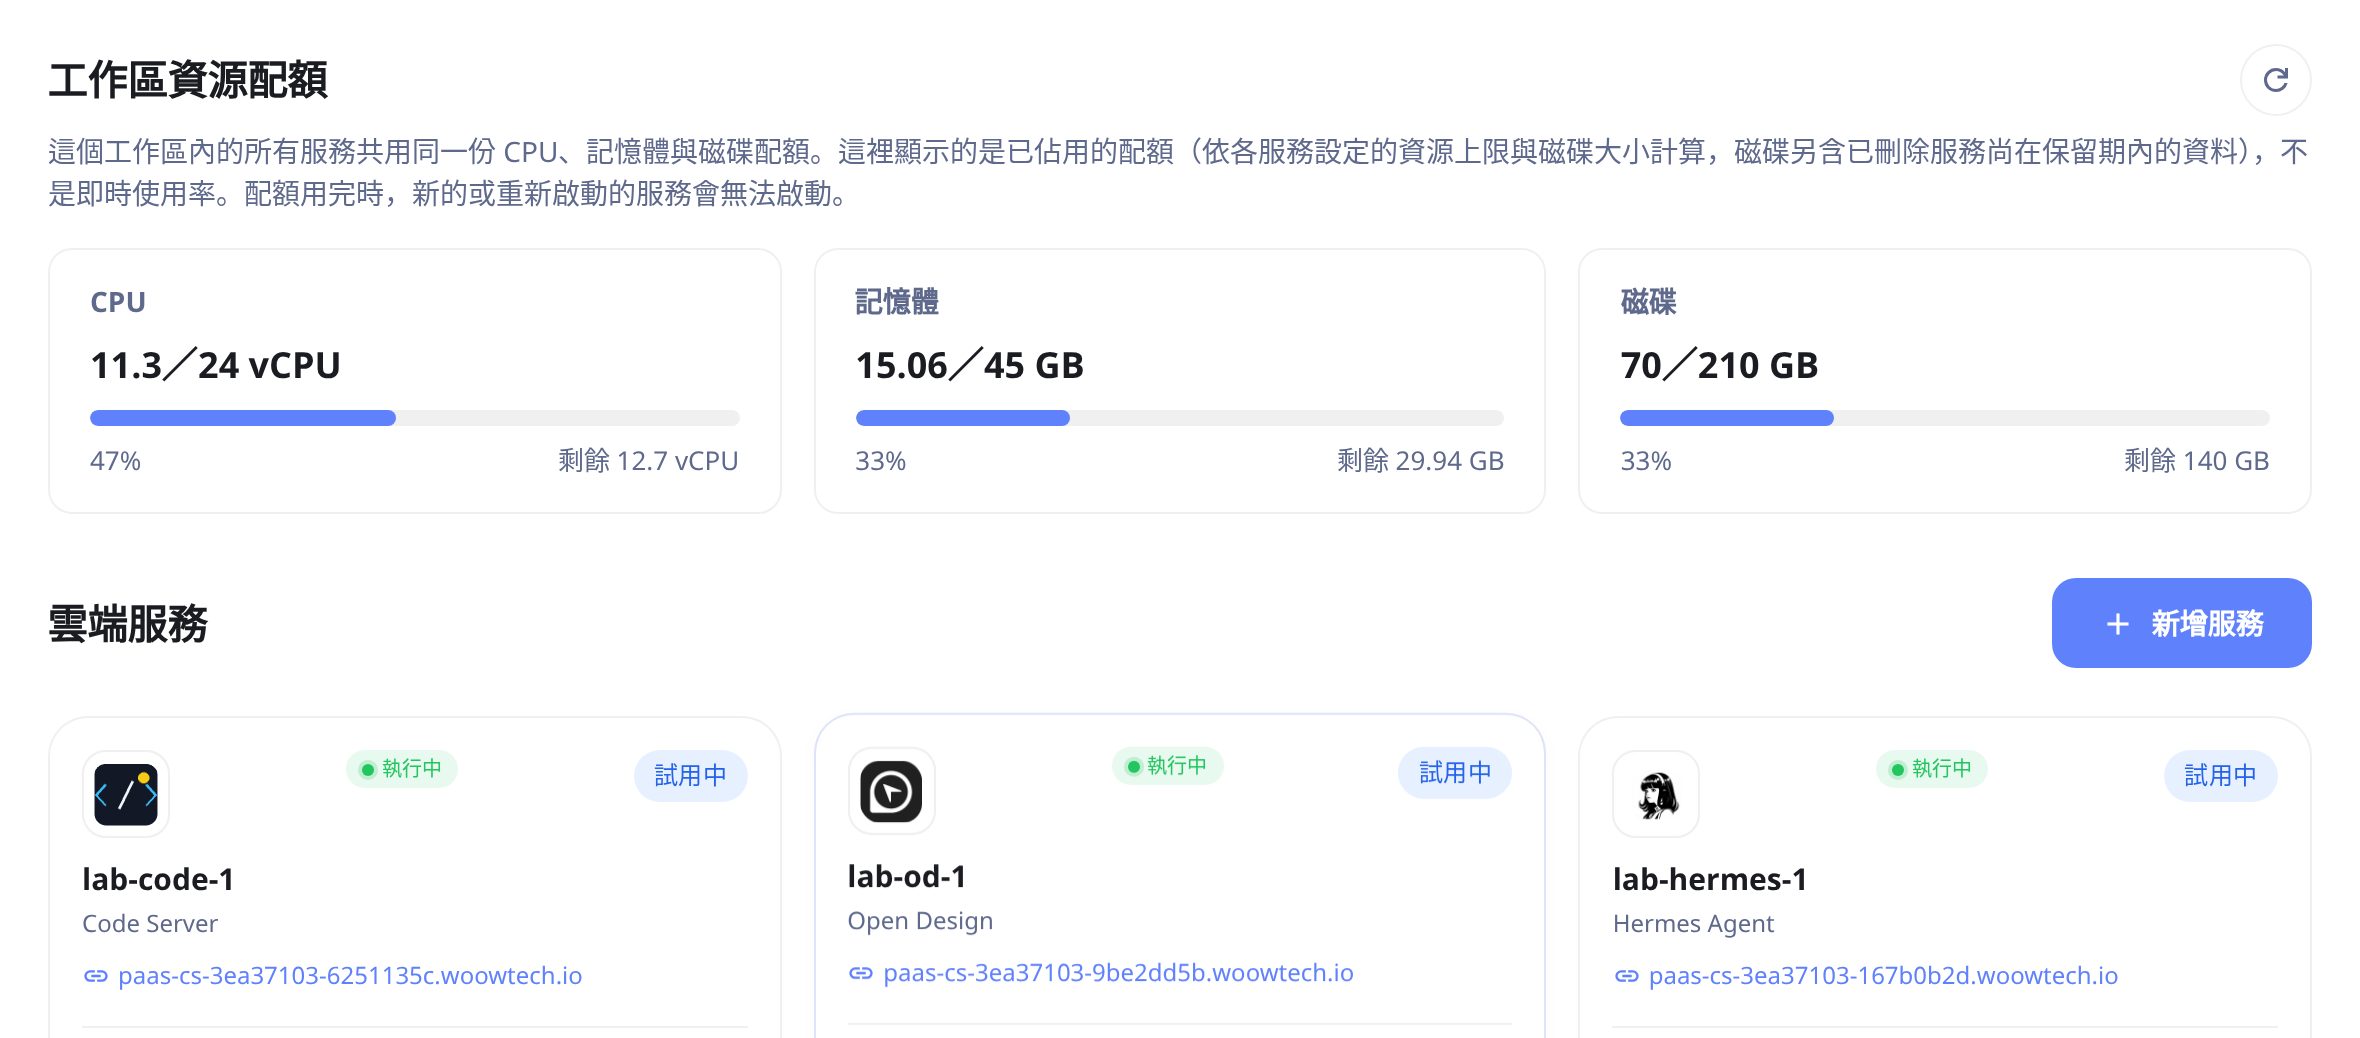 工作區資源配額
這個工作區內的所有服務共用同一份 CPU、記憶體與磁碟配額。這裡顯示的是已佔用的配額（依各服務設定的資源上限與磁碟大小計算，磁碟另含已刪除服務尚在保留期內的資料），不
是即時使用率。配額用完時，新的或重新啟動的服務會無法啟動。
CPU
11.3／24 vCPU
47%
剩餘 12.7 vCPU
記憶體
15.06／45 GB
33%
剩餘 29.94 GB
磁碟
70／210 GB
33%
剩餘 140 GB
雲端服務
新增服務
執行中
試用中
lab-code-1
Code Server
paas-cs-3ea37103-6251135c.woowtech.io
執行中
試用中
lab-od-1
Open Design
paas-cs-3ea37103-9be2dd5b.woowtech.io
執行中
試用中
lab-hermes-1
Hermes Agent
paas-cs-3ea37103-167b0b2d.woowtech.io